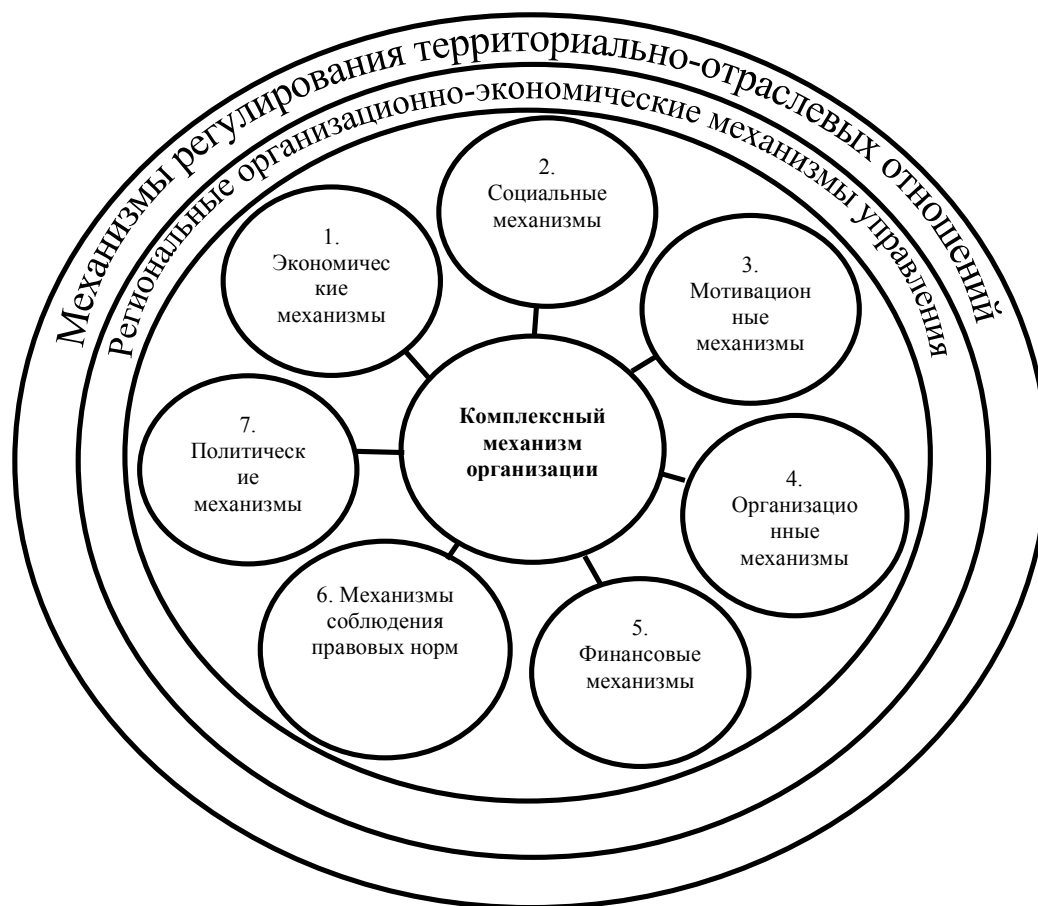 Механизмы регулирования территориально-отраслевых отношений
Региональные организационно-экономические механизмы управления
1.
Экономичес
кие
механизмы
2.
Социальные
механизмы
3.
Мотивацион
ные
механизмы
4.
Организацио
нные
механизмы
5.
Финансовые
механизмы
6. Механизмы
соблюдения
правовых норм
7.
Политическ
ие
механизмы
Комплексный
механизм
организации